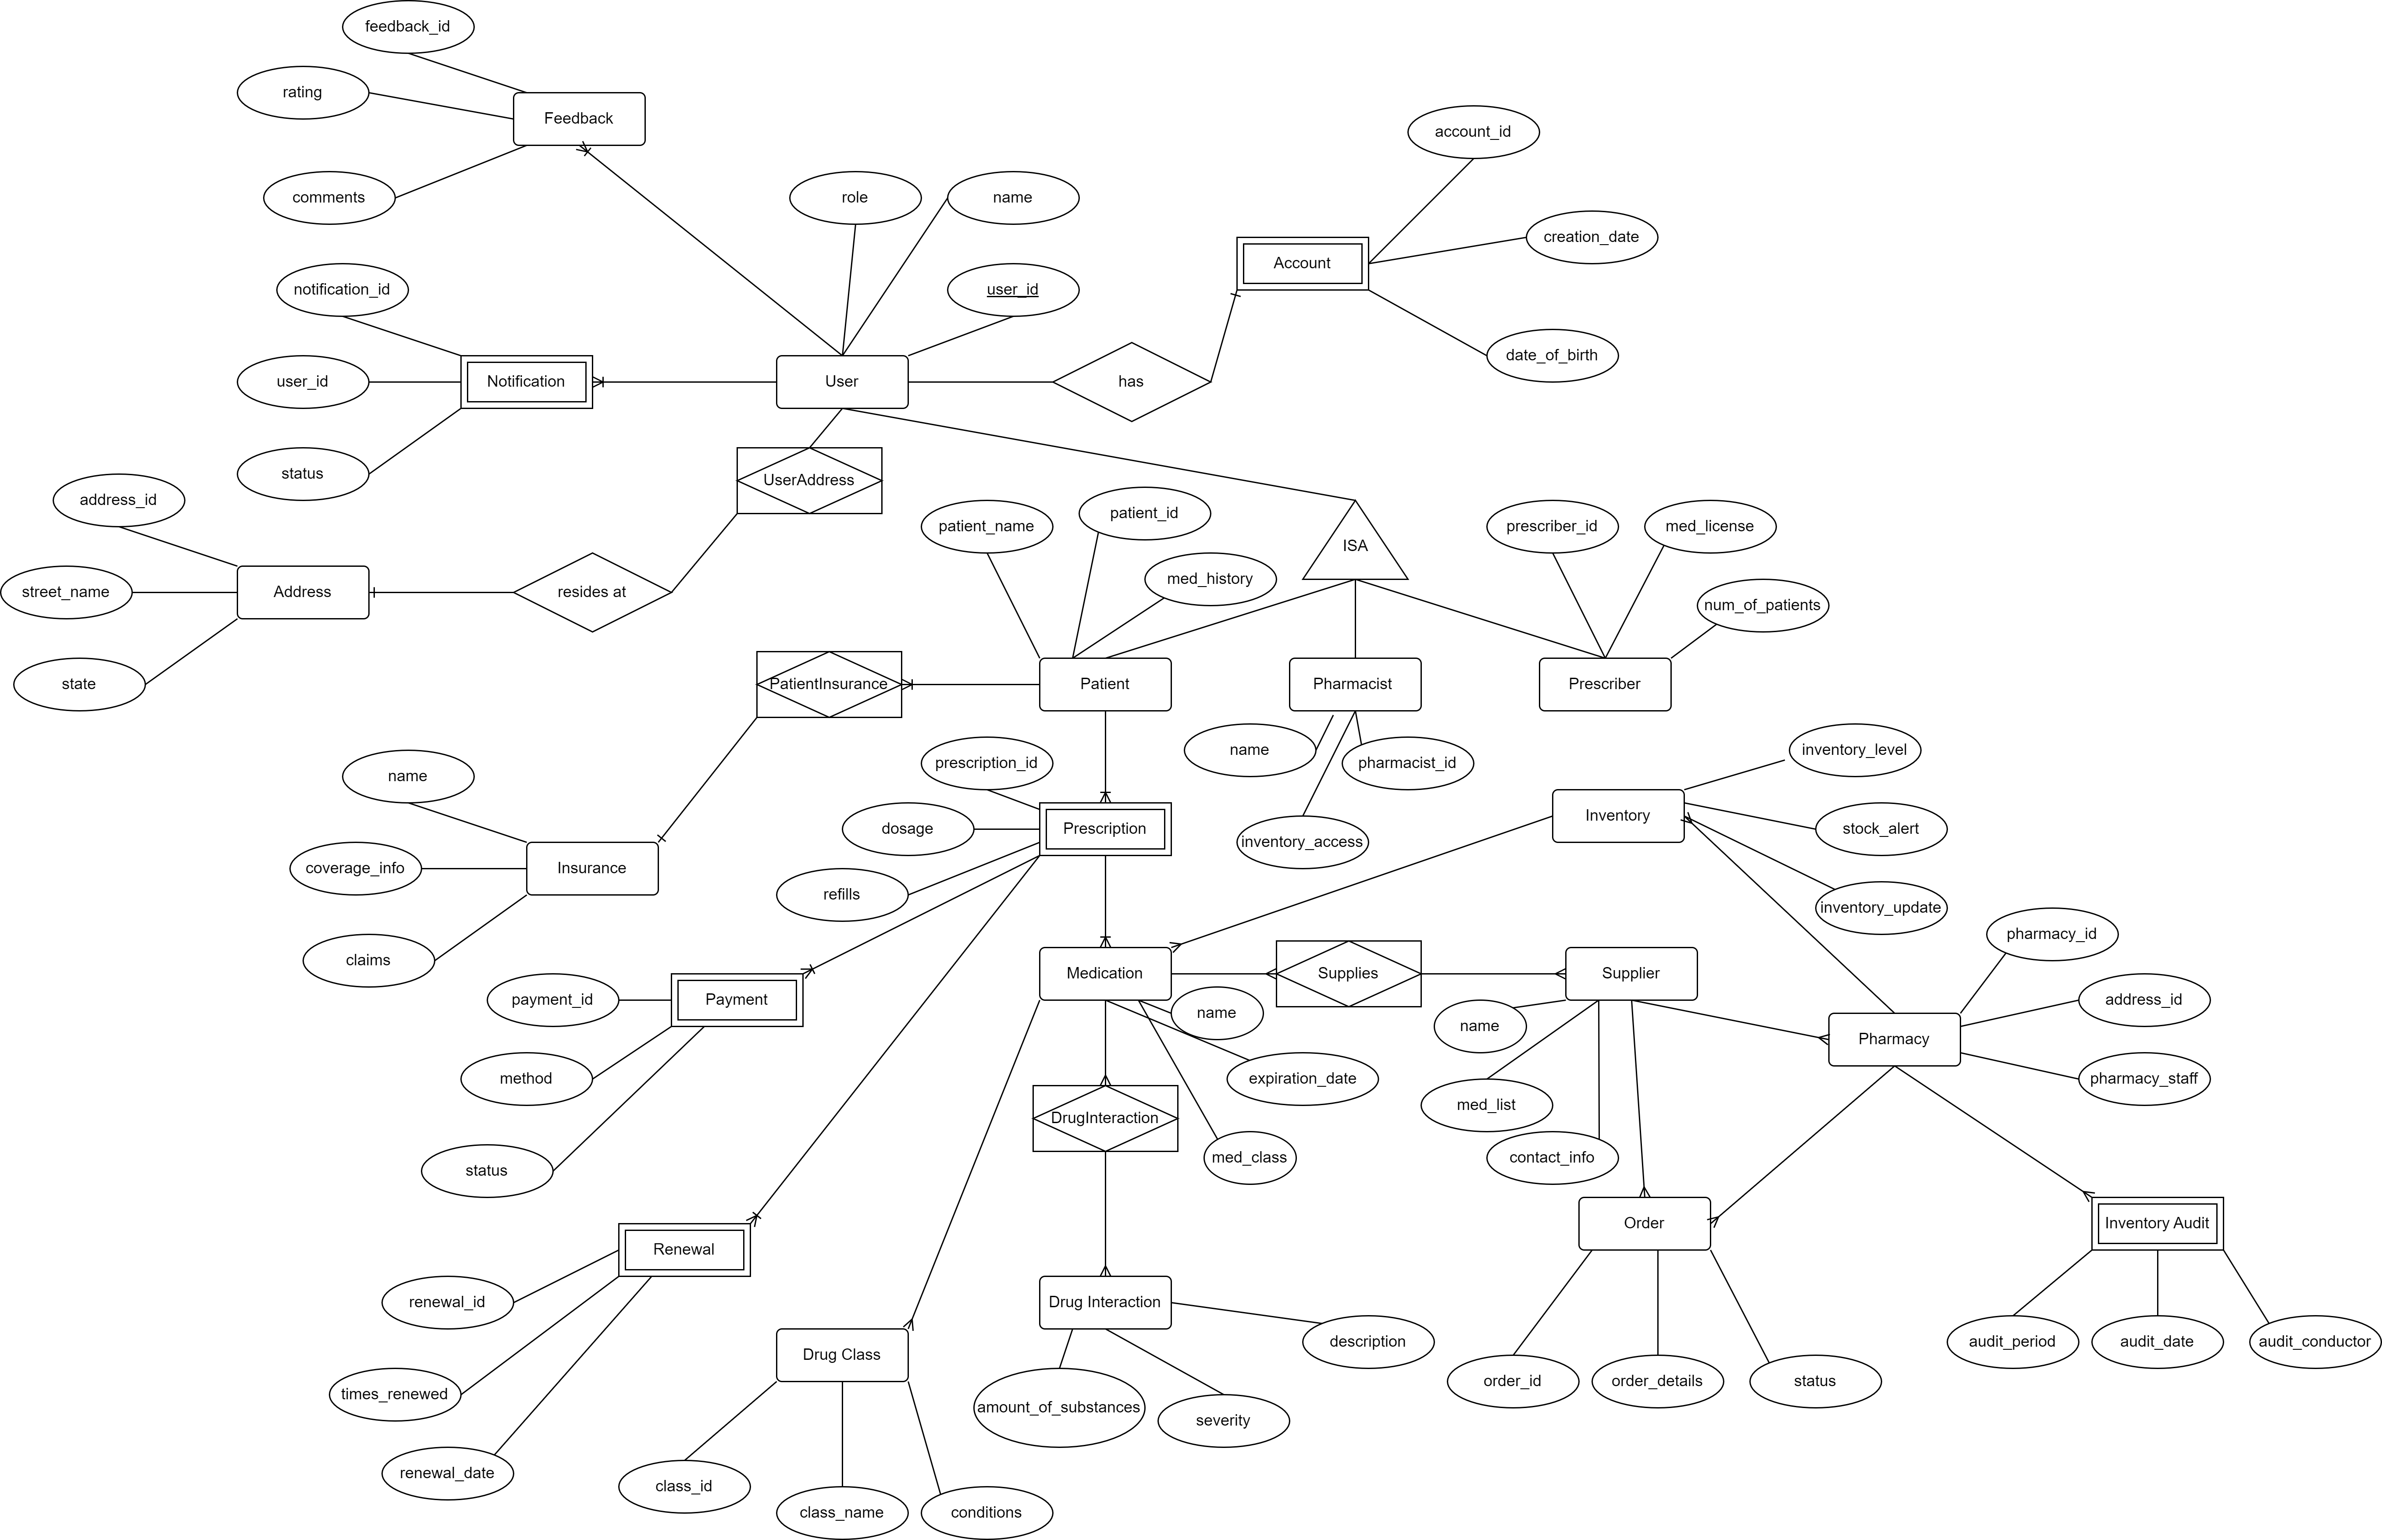 feedback_id
rating
Feedback
comments
account_id
role
name
creation_date
Account
notification_id
user_id
date_of_birth
user_id
Notification
User
has
status
UserAddress
address_id
patient_name
patient_id
ISA
prescriber_id
med_license
street_name
Address
resides at
med_history
num_of_patients
state
PatientInsurance
Patient
Pharmacist
Prescriber
name
prescription_id
name
pharmacist_id
inventory_level
dosage
Prescription
inventory_access
Inventory
stock_alert
coverage_info
Insurance
refills
inventory_update
claims
pharmacy_id
payment_id
Payment
Medication
Supplies
Supplier
address_id
name
name
Pharmacy
method
expiration_date
med_list
pharmacy_staff
DrugInteraction
status
med_class
contact_info
Renewal
Order
Inventory Audit
renewal_id
Drug Interaction
description
audit_period
audit_date
audit_conductor
Drug Class
times_renewed
amount_of_substances
severity
order_id
order_details
status
renewal_date
class_id
class_name
conditions